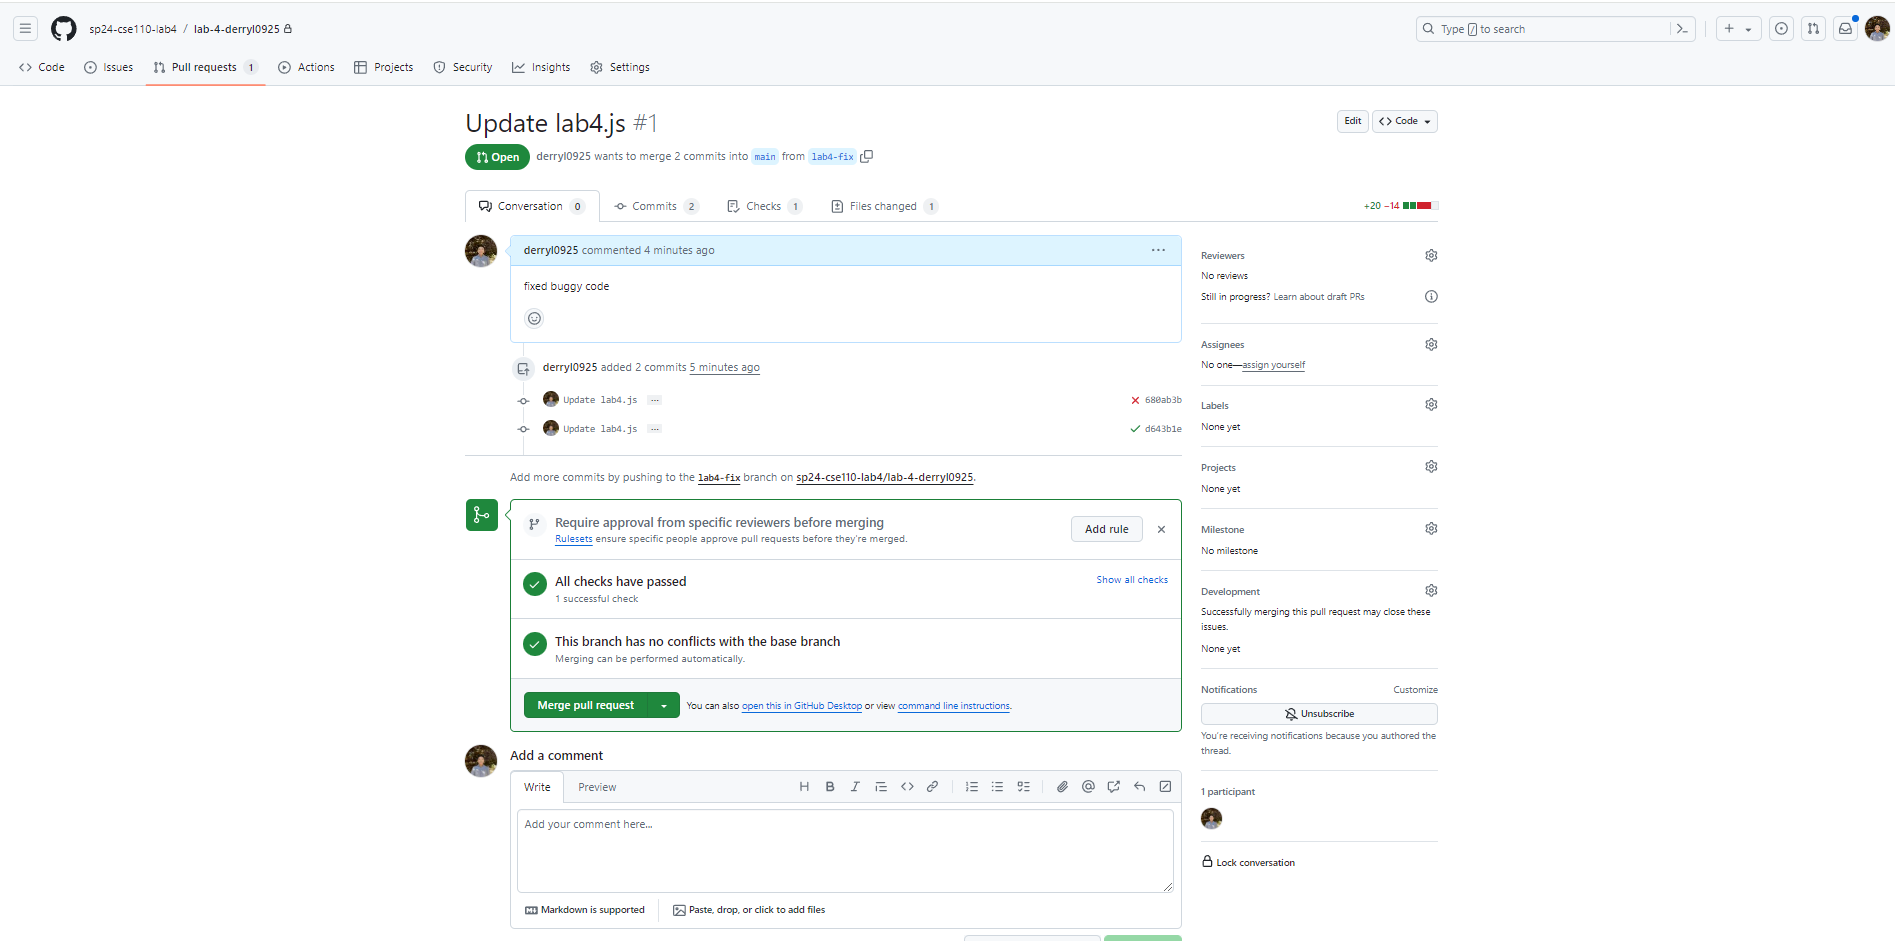 sp24-cse110-lab4 / lab-4-derryl0925
Type / to search
Code Issues Pull requests 1 Actions Projects Security Insights Settings
Update lab4.js #1
Edit Code
Open derryl0925 wants to merge 2 commits into main from lab4-fix
Conversation 0 Commits 2 Checks 1 Files changed 1
+20 −14
derryl0925 commented 4 minutes ago
fixed buggy code
derryl0925 added 2 commits 5 minutes ago
Update lab4.js ... 680ab3b
Update lab4.js ... d643b1e
Add more commits by pushing to the lab4-fix branch on sp24-cse110-lab4/lab-4-derryl0925.
Require approval from specific reviewers before merging
Rulesets ensure specific people approve pull requests before they're merged.
Add rule
All checks have passed
1 successful check
Show all checks
This branch has no conflicts with the base branch
Merging can be performed automatically.
Merge pull request You can also open this in GitHub Desktop or view command line instructions.
Add a comment
Write Preview
Add your comment here...
Markdown is supported Paste, drop, or click to add files
Reviewers
No reviews
Still in progress? Learn about draft PRs
Assignees
No one—assign yourself
Labels
None yet
Projects
None yet
Milestone
No milestone
Development
Successfully merging this pull request may close these
issues.
None yet
Notifications Customize
Unsubscribe
You're receiving notifications because you authored the
thread.
1 participant
Lock conversation